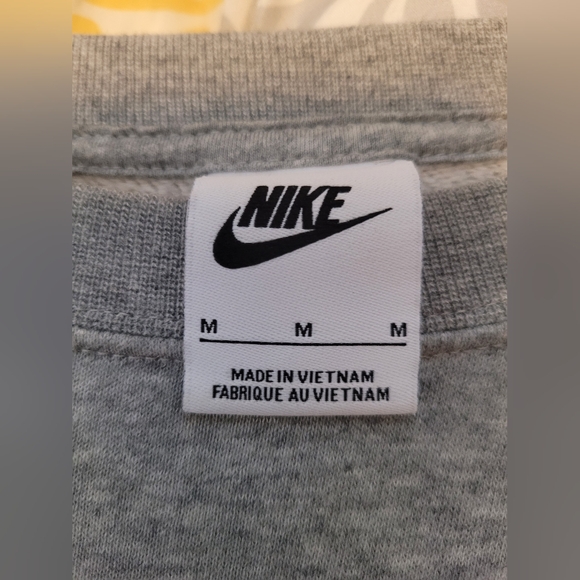 NIKE
M M M
MADE IN VIETNAM
FABRIQUE AU VIETNAM